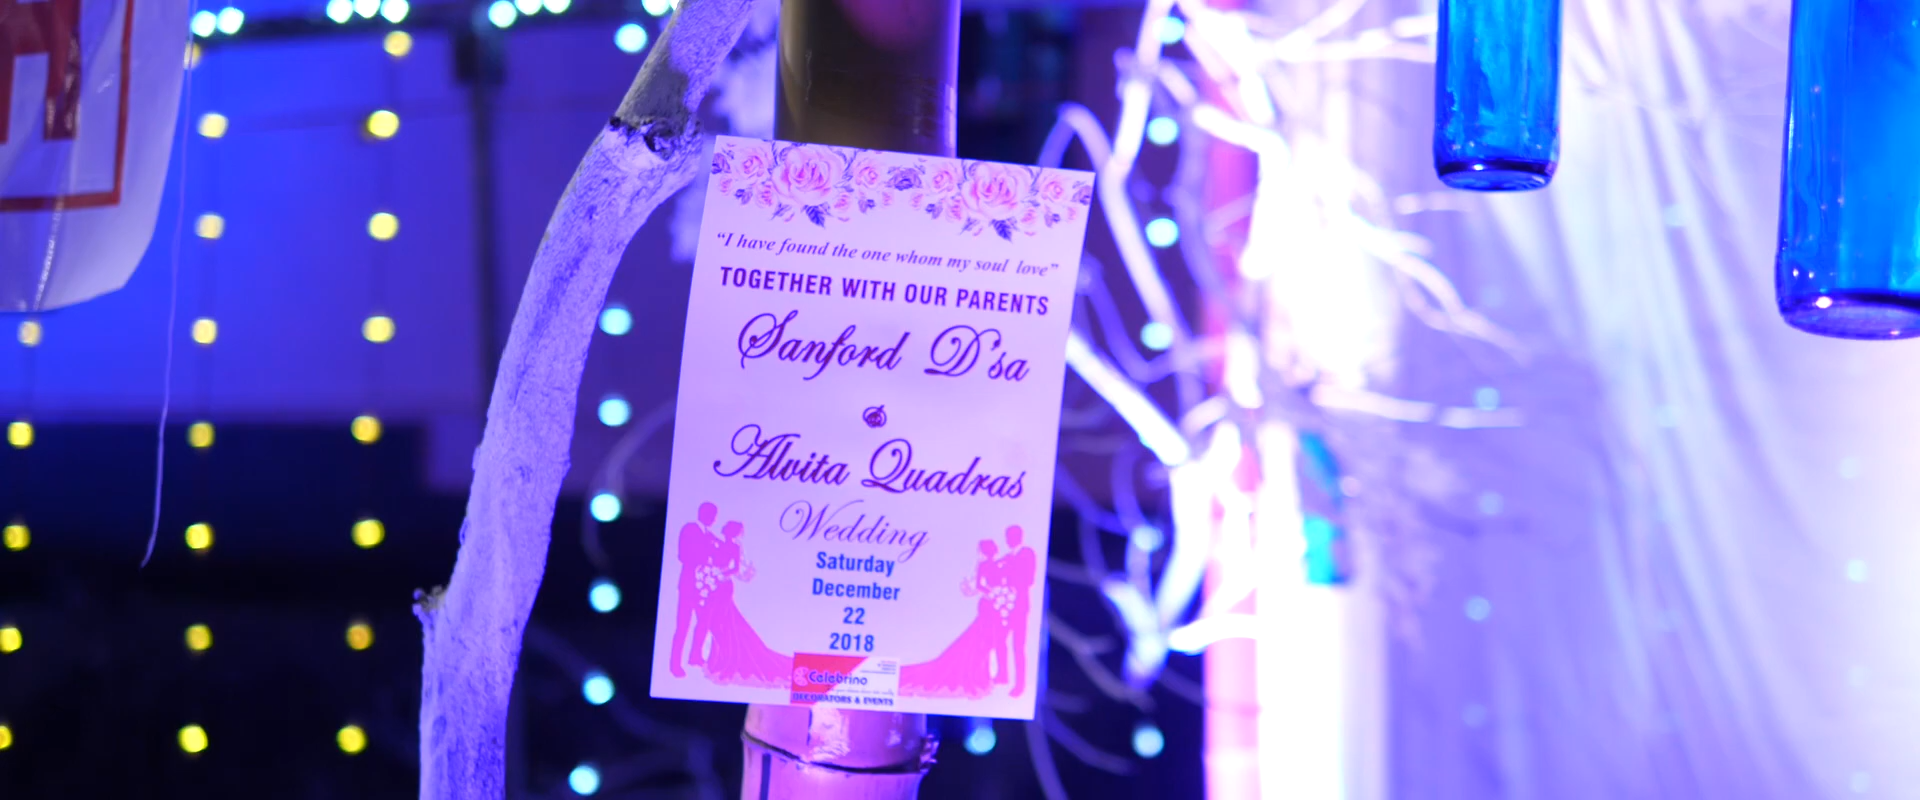 “I have found the one whom my soul love”
TOGETHER WITH OUR PARENTS
Sanford D'sa
&
Alvita Quadras
Wedding
Saturday
December
22
2018
Celebrino
DECORATORS & EVENTS